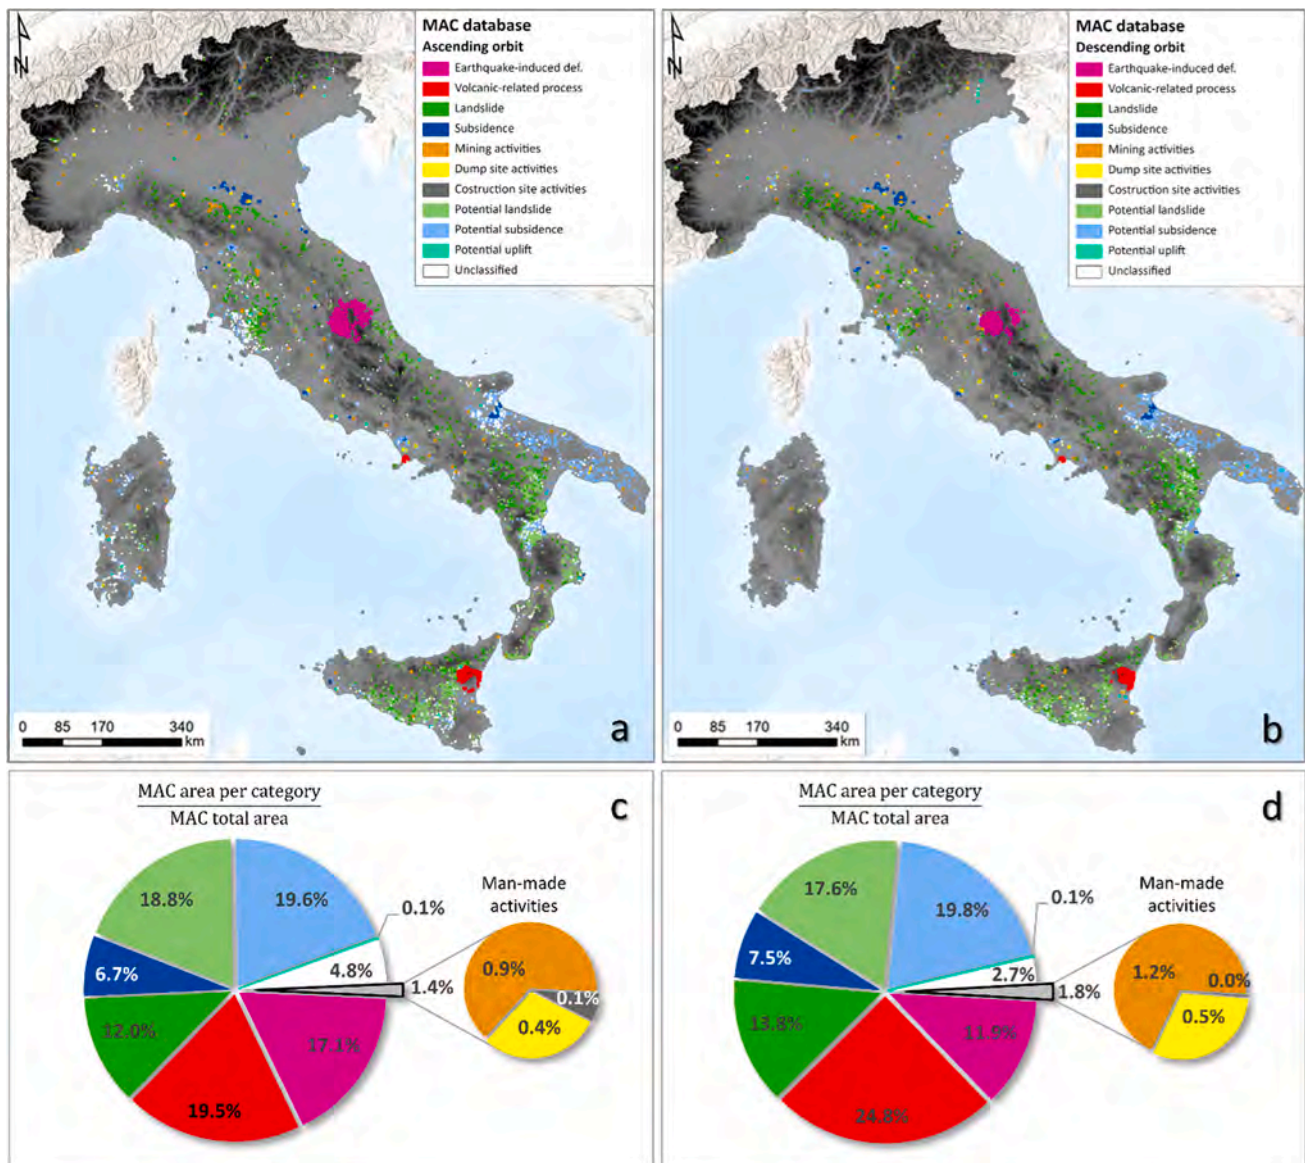 N
MAC database
Ascending orbit
Earthquake-induced def.
Volcanic-related process
Landslide
Subsidence
Mining activities
Dump site activities
Costruction site activities
Potential landslide
Potential subsidence
Potential uplift
Unclassified
0 85 170 340
km
a
N
MAC database
Descending orbit
Earthquake-induced def.
Volcanic-related process
Landslide
Subsidence
Mining activities
Dump site activities
Costruction site activities
Potential landslide
Potential subsidence
Potential uplift
Unclassified
0 85 170 340
km
b
MAC area per category
MAC total area
c
18.8%
19.6%
0.1%
4.8%
1.4%
6.7%
12.0%
19.5%
17.1%
Man-made
activities
0.9%
0.1%
0.4%
MAC area per category
MAC total area
d
17.6%
19.8%
0.1%
2.7%
1.8%
7.5%
13.8%
24.8%
11.9%
Man-made
activities
1.2%
0.0%
0.5%